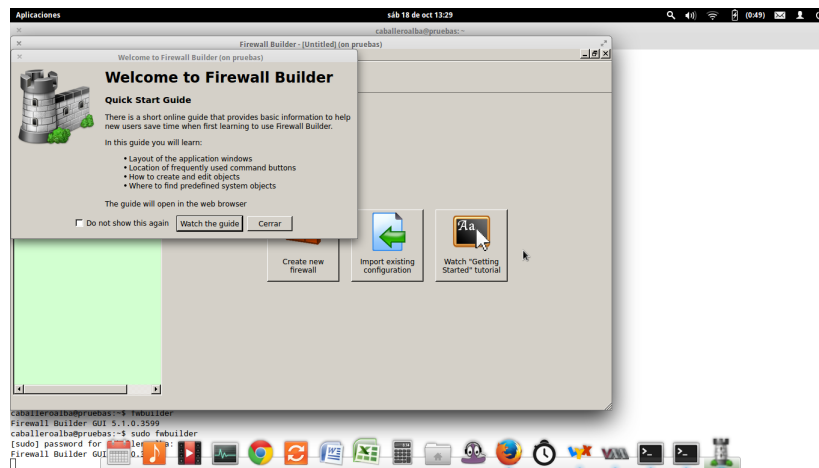 Aplicaciones
sáb 18 de oct 13:29
(0:49)
caballeroalba@pruebas: ~
Firewall Builder - [Untitled] (on pruebas)
Welcome to Firewall Builder (on pruebas)
Welcome to Firewall Builder
Quick Start Guide
There is a short online guide that provides basic information to help
new users save time when first learning to use Firewall Builder.
In this guide you will learn:
• Layout of the application windows
• Location of frequently used command buttons
• How to create and edit objects
• Where to find predefined system objects
The guide will open in the web browser
Do not show this again
Watch the guide
Cerrar
Create new
firewall
Import existing
configuration
Aa
Watch "Getting
Started" tutorial
caballeroalba@pruebas:~$ fwbuilder
Firewall Builder GUI 5.1.0.3599
caballeroalba@pruebas:~$ sudo fwbuilder
[sudo] password for
Firewall Builder GUI